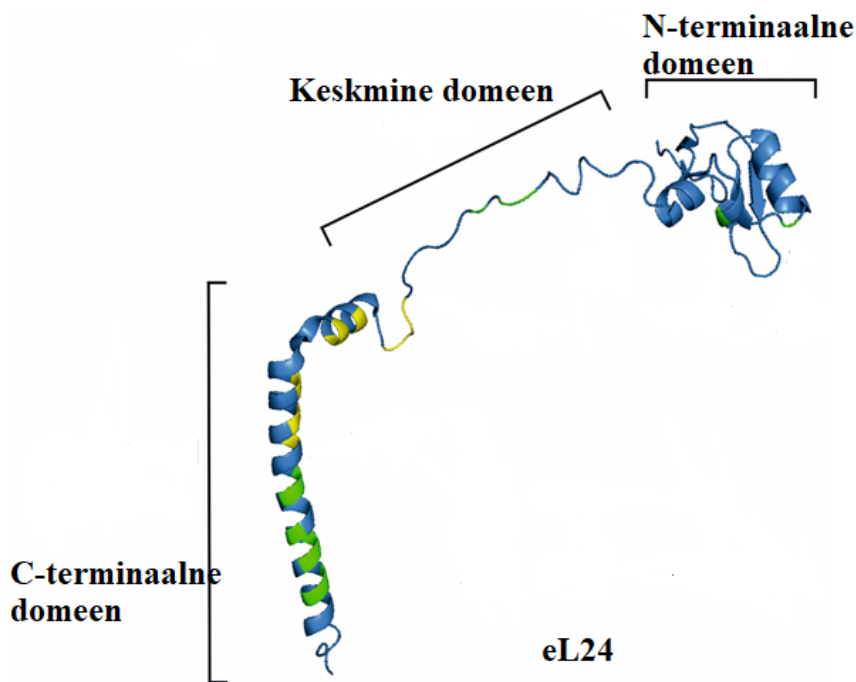 N-terminaalne
domeen
Keskmine domeen
C-terminaalne
domeen
eL24